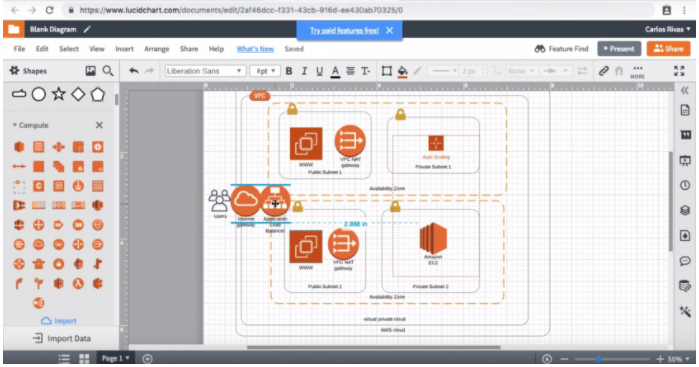 https://www.lucidchart.com/documents/edit/2af46dcc-f331-43cb-916d-ee430ab70325/0
Blank Diagram
Try paid features free!
Carlos Rivas
File Edit Select View Insert Arrange Share Help What's New Saved
Feature Find
Present
Share
Shapes
Liberation Sans
8pt
B I U A T
2 px
None
MORE
VPC
Compute
WWW
VPC NAT
gateway
Public Subnet 1
Auto Scaling
Private Subnet 1
Availability Zone
Users
Internet
gateway
Application
Load
Balancer
2.088 in
WWW
VPC NAT
gateway
Amazon
EC2
Public Subnet 2
Private Subnet 2
Availability Zone
virtual private cloud
AWS cloud
Import
Import Data
Page 1
50%